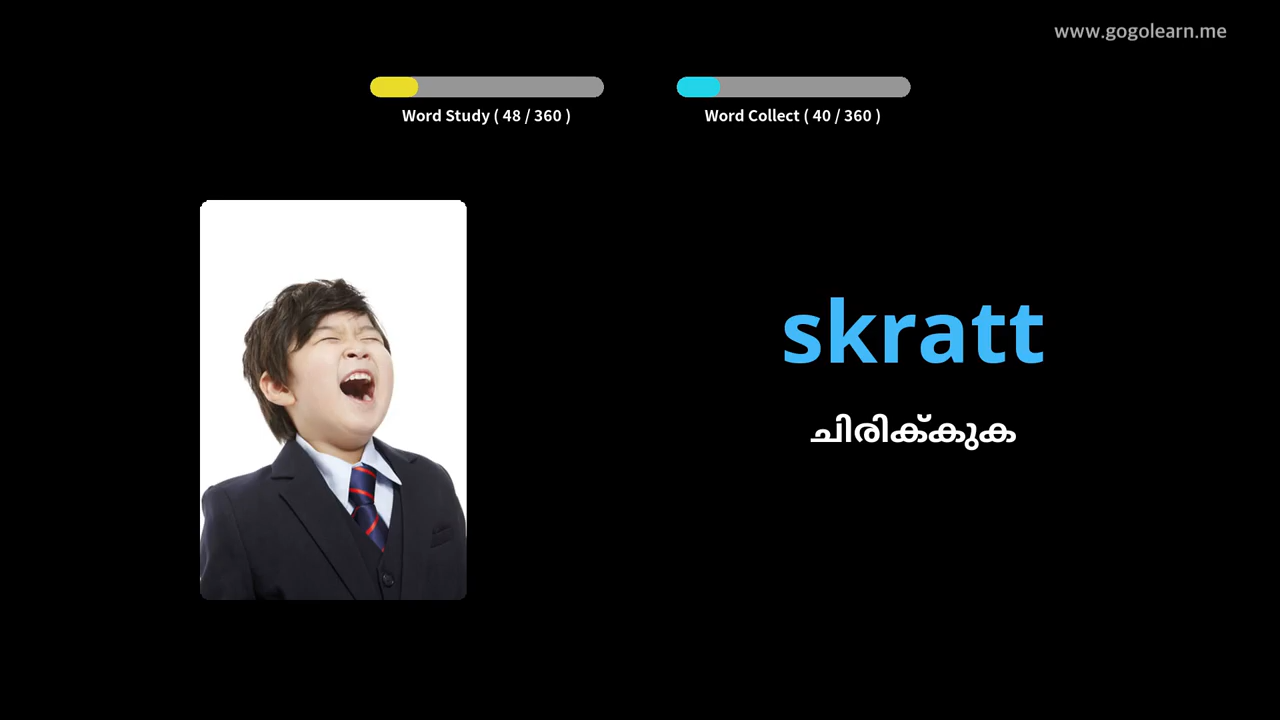 www.gogolearn.me
Word Study ( 48 / 360 )
Word Collect ( 40 / 360 )
skratt
ചിരിക്കുക